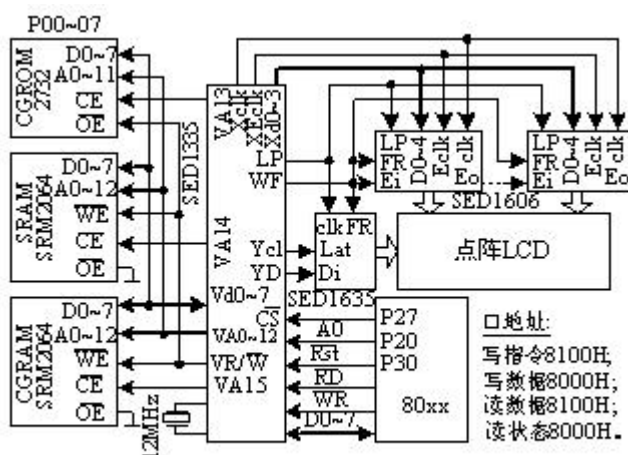 P00~07
CGROM
2732
D0~7
A0~11
CE
OE
SRAM
SRM2064
D0~7
A0~12
WE
CE
OE
CGRAM
SRM2064
D0~7
A0~12
WE
CE
OE
12MHz
SED1335
VA13
Xclk
XEclk
Xd0~3
LP
WF
VA14
Ycl
YD
Vd0~7
CS
VA0~12
VR/W
VA15
A0
Rst
RD
WR
D0~7
LP
FR
Ei
D0~4
Eclk
clk
Eo
LP
FR
Ei
D0~4
Eclk
clk
Eo
SED1606
clk FR
Lat
Di
SED1635
点阵LCD
P27
P20
P30
80xx
口地址:
写指令8100H;
写数据8000H;
读数据8100H;
读状态8000H。